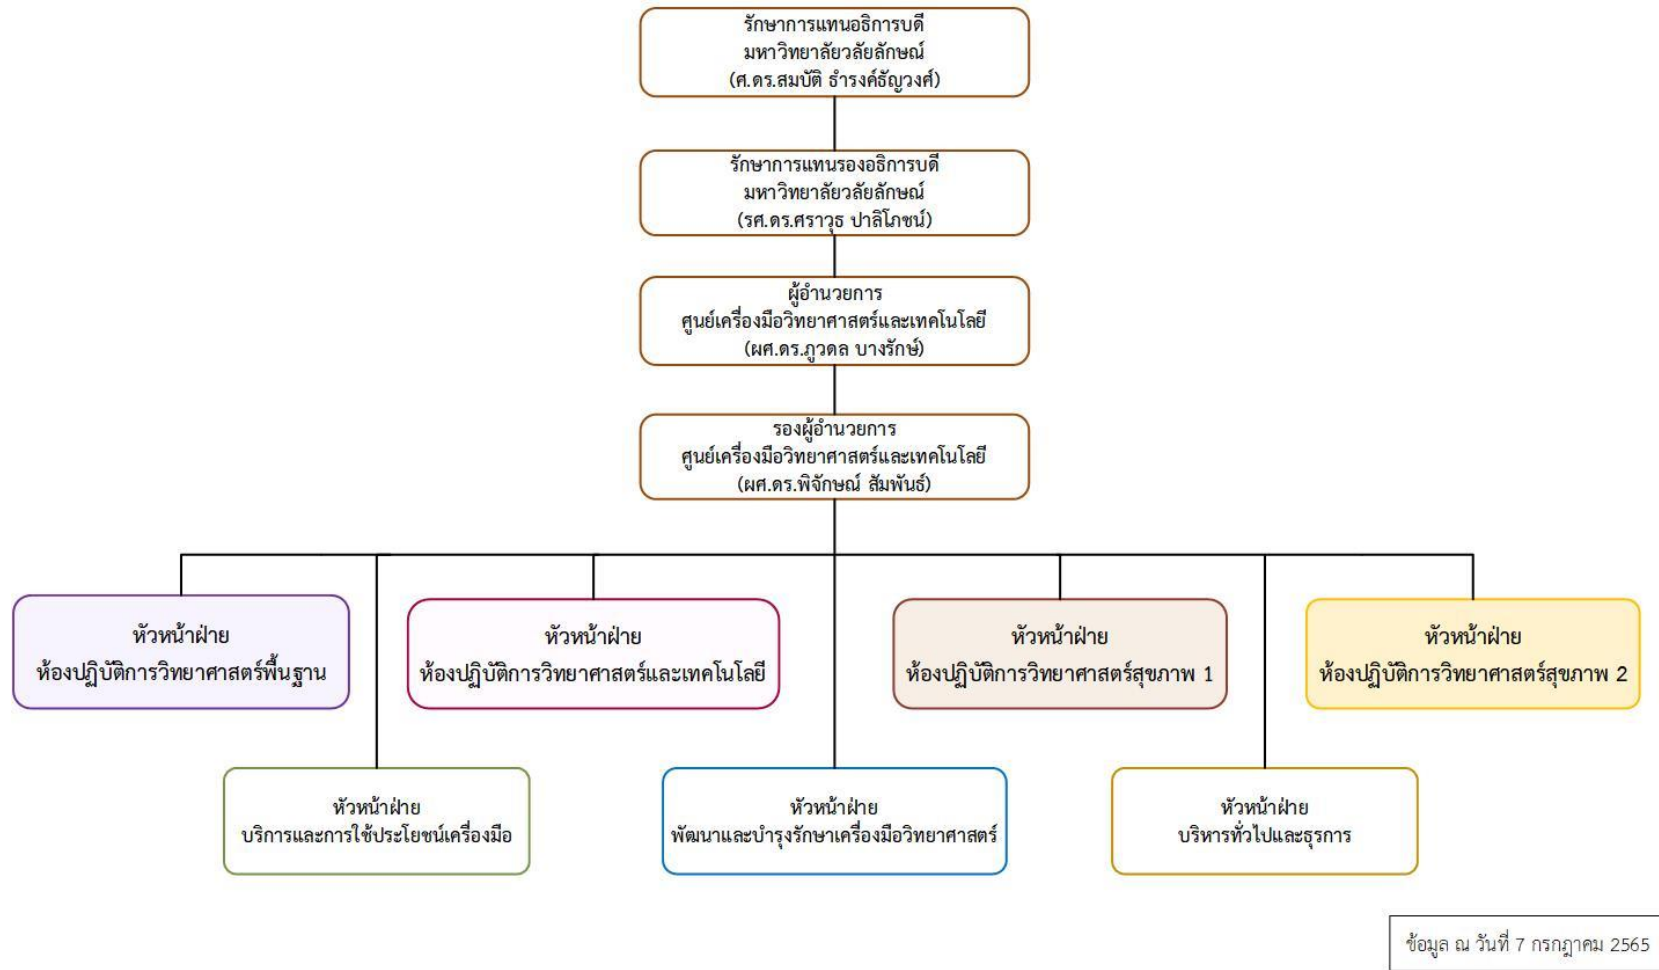 รักษาการแทนอธิการบดี
มหาวิทยาลัยวลัยลักษณ์
(ศ.ดร.สมบัติ ธำรงค์ธัญวงศ์)
รักษาการแทนรองอธิการบดี
มหาวิทยาลัยวลัยลักษณ์
(รศ.ดร.ศราวุธ ปาลิโภชน์)
ผู้อำนวยการ
ศูนย์เครื่องมือวิทยาศาสตร์และเทคโนโลยี
(ผศ.ดร.ภูวดล บางรักษ์)
รองผู้อำนวยการ
ศูนย์เครื่องมือวิทยาศาสตร์และเทคโนโลยี
(ผศ.ดร.พิจักษณ์ สัมพันธ์)
หัวหน้าฝ่าย
ห้องปฏิบัติการวิทยาศาสตร์พื้นฐาน
หัวหน้าฝ่าย
ห้องปฏิบัติการวิทยาศาสตร์และเทคโนโลยี
หัวหน้าฝ่าย
ห้องปฏิบัติการวิทยาศาสตร์สุขภาพ 1
หัวหน้าฝ่าย
ห้องปฏิบัติการวิทยาศาสตร์สุขภาพ 2
หัวหน้าฝ่าย
บริการและการใช้ประโยชน์เครื่องมือ
หัวหน้าฝ่าย
พัฒนาและบำรุงรักษาเครื่องมือวิทยาศาสตร์
หัวหน้าฝ่าย
บริหารทั่วไปและธุรการ
ข้อมูล ณ วันที่ 7 กรกฎาคม 2565